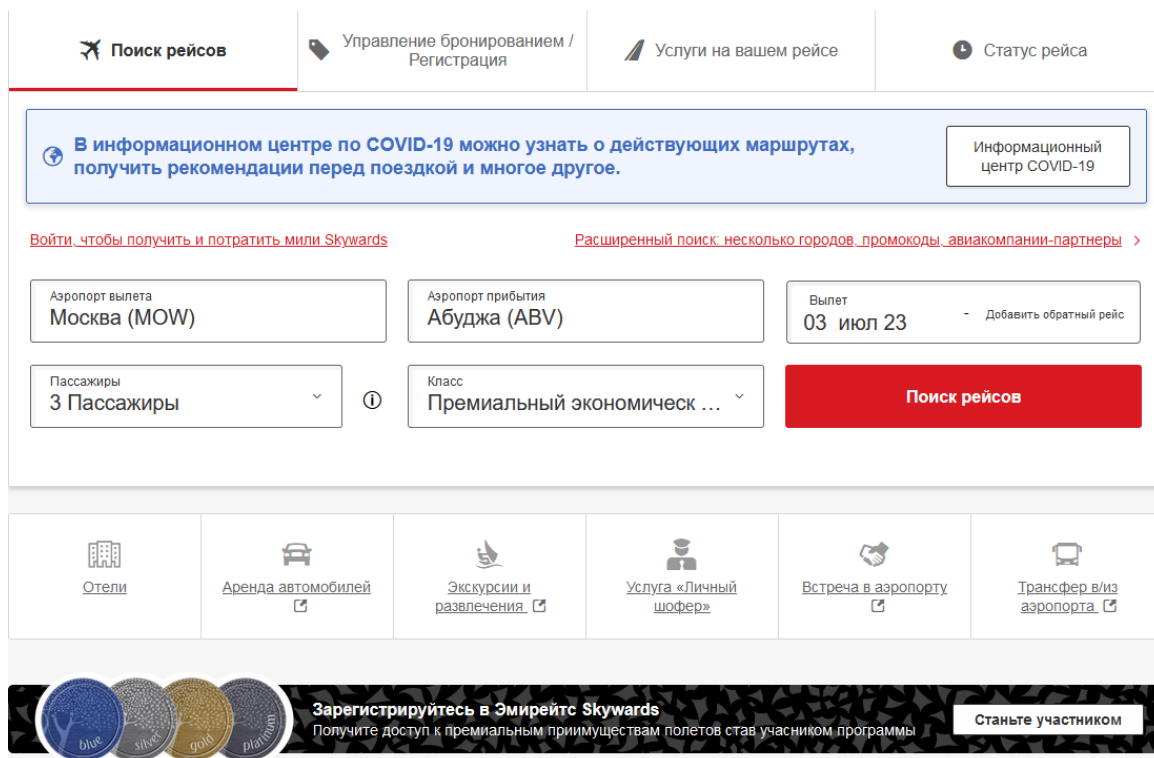 Поиск рейсов
Управление бронированием /
Регистрация
Услуги на вашем рейсе
Статус рейса
В информационном центре по COVID-19 можно узнать о действующих маршрутах,
получить рекомендации перед поездкой и многое другое.
Информационный
центр COVID-19
Войти, чтобы получить и потратить мили Skywards
Расширенный поиск: несколько городов, промокоды, авиакомпании-партнеры
Аэропорт вылета
Москва (MOW)
Аэропорт прибытия
Абуджа (ABV)
Вылет
03 июл 23 - Добавить обратный рейс
Пассажиры
3 Пассажиры
Класс
Премиальный экономическ ...
Поиск рейсов
Отели
Аренда автомобилей
Экскурсии и
развлечения
Услуга «Личный
шофер»
Встреча в аэропорту
Трансфер в/из
аэропорта
blue
silver
gold
platinum
Зарегистрируйтесь в Эмирейтс Skywards
Получите доступ к премиальным приимуществам полетов став учасником программы
Станьте участником